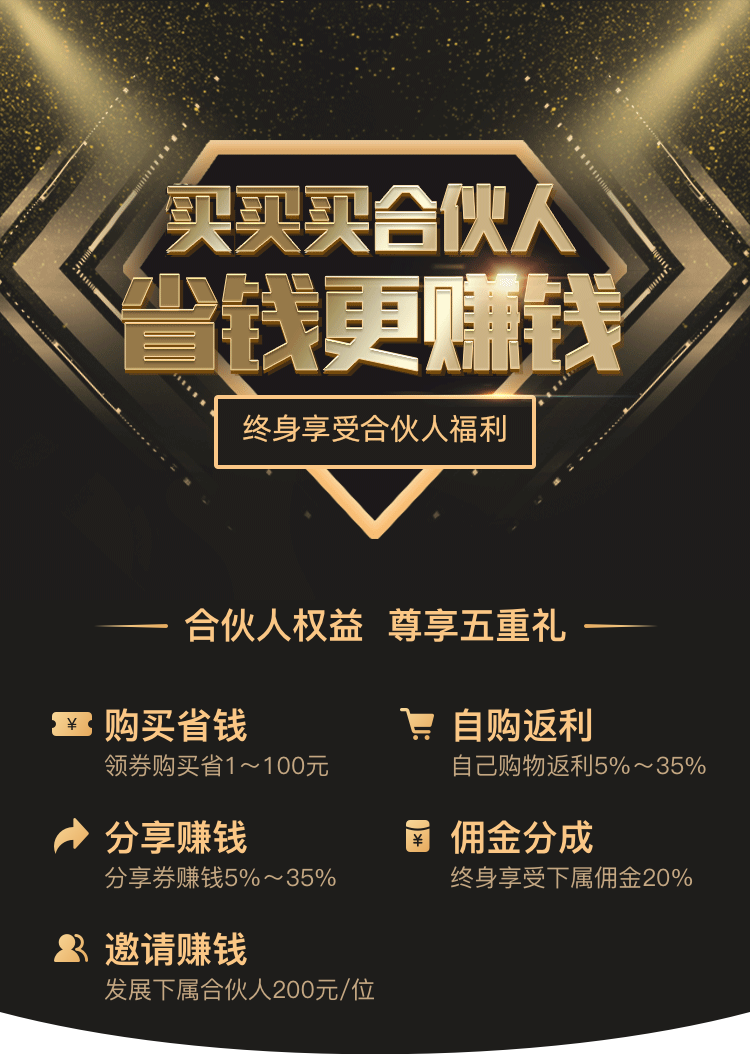 买买买合伙人
省钱更赚钱
终身享受合伙人福利
合伙人权益 尊享五重礼
购买省钱
领券购买省1～100元
自购返利
自己购物返利5%～35%
分享赚钱
分享券赚钱5%～35%
佣金分成
终身享受下属佣金20%
邀请赚钱
发展下属合伙人200元/位